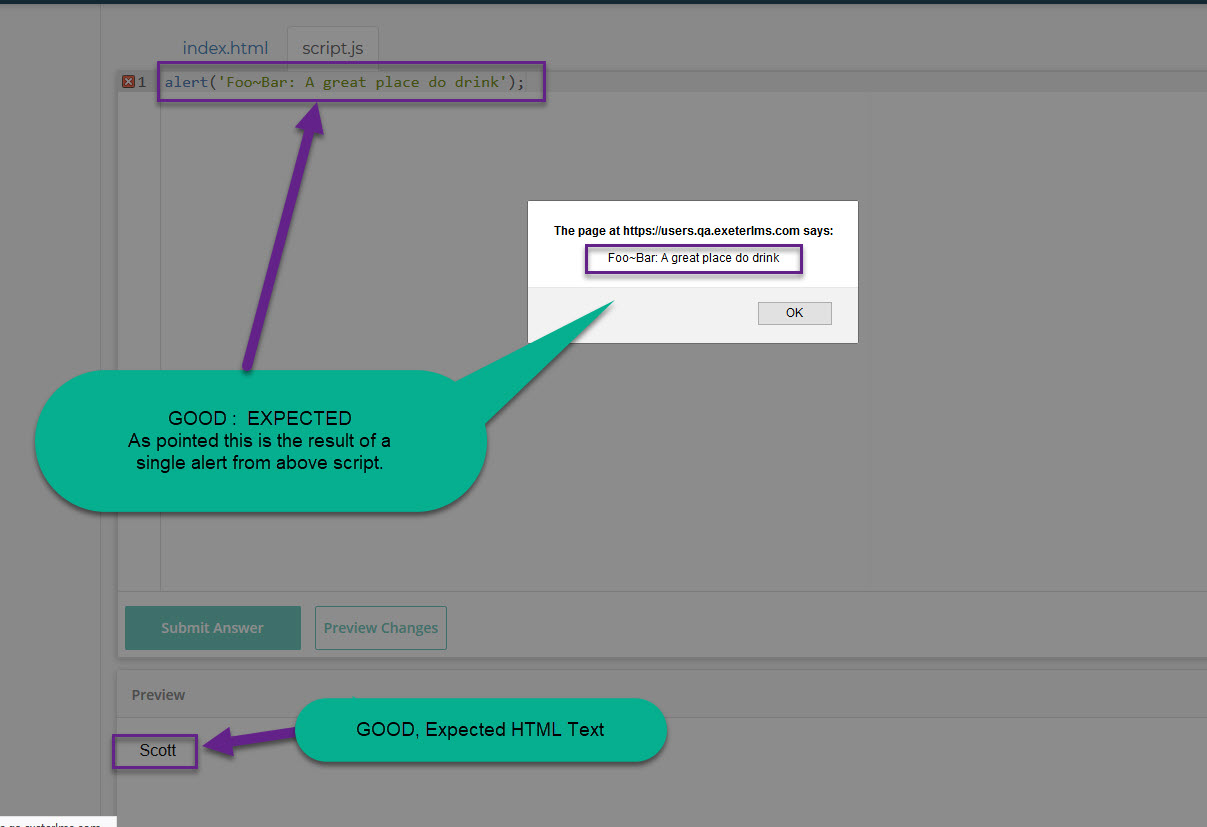 index.html script.js
1 alert('Foo~Bar: A great place do drink');
The page at https://users.qa.exeterlms.com says:
Foo~Bar: A great place do drink
OK
GOOD : EXPECTED
As pointed this is the result of a
single alert from above script.
Submit Answer Preview Changes
Preview
GOOD, Expected HTML Text
Scott